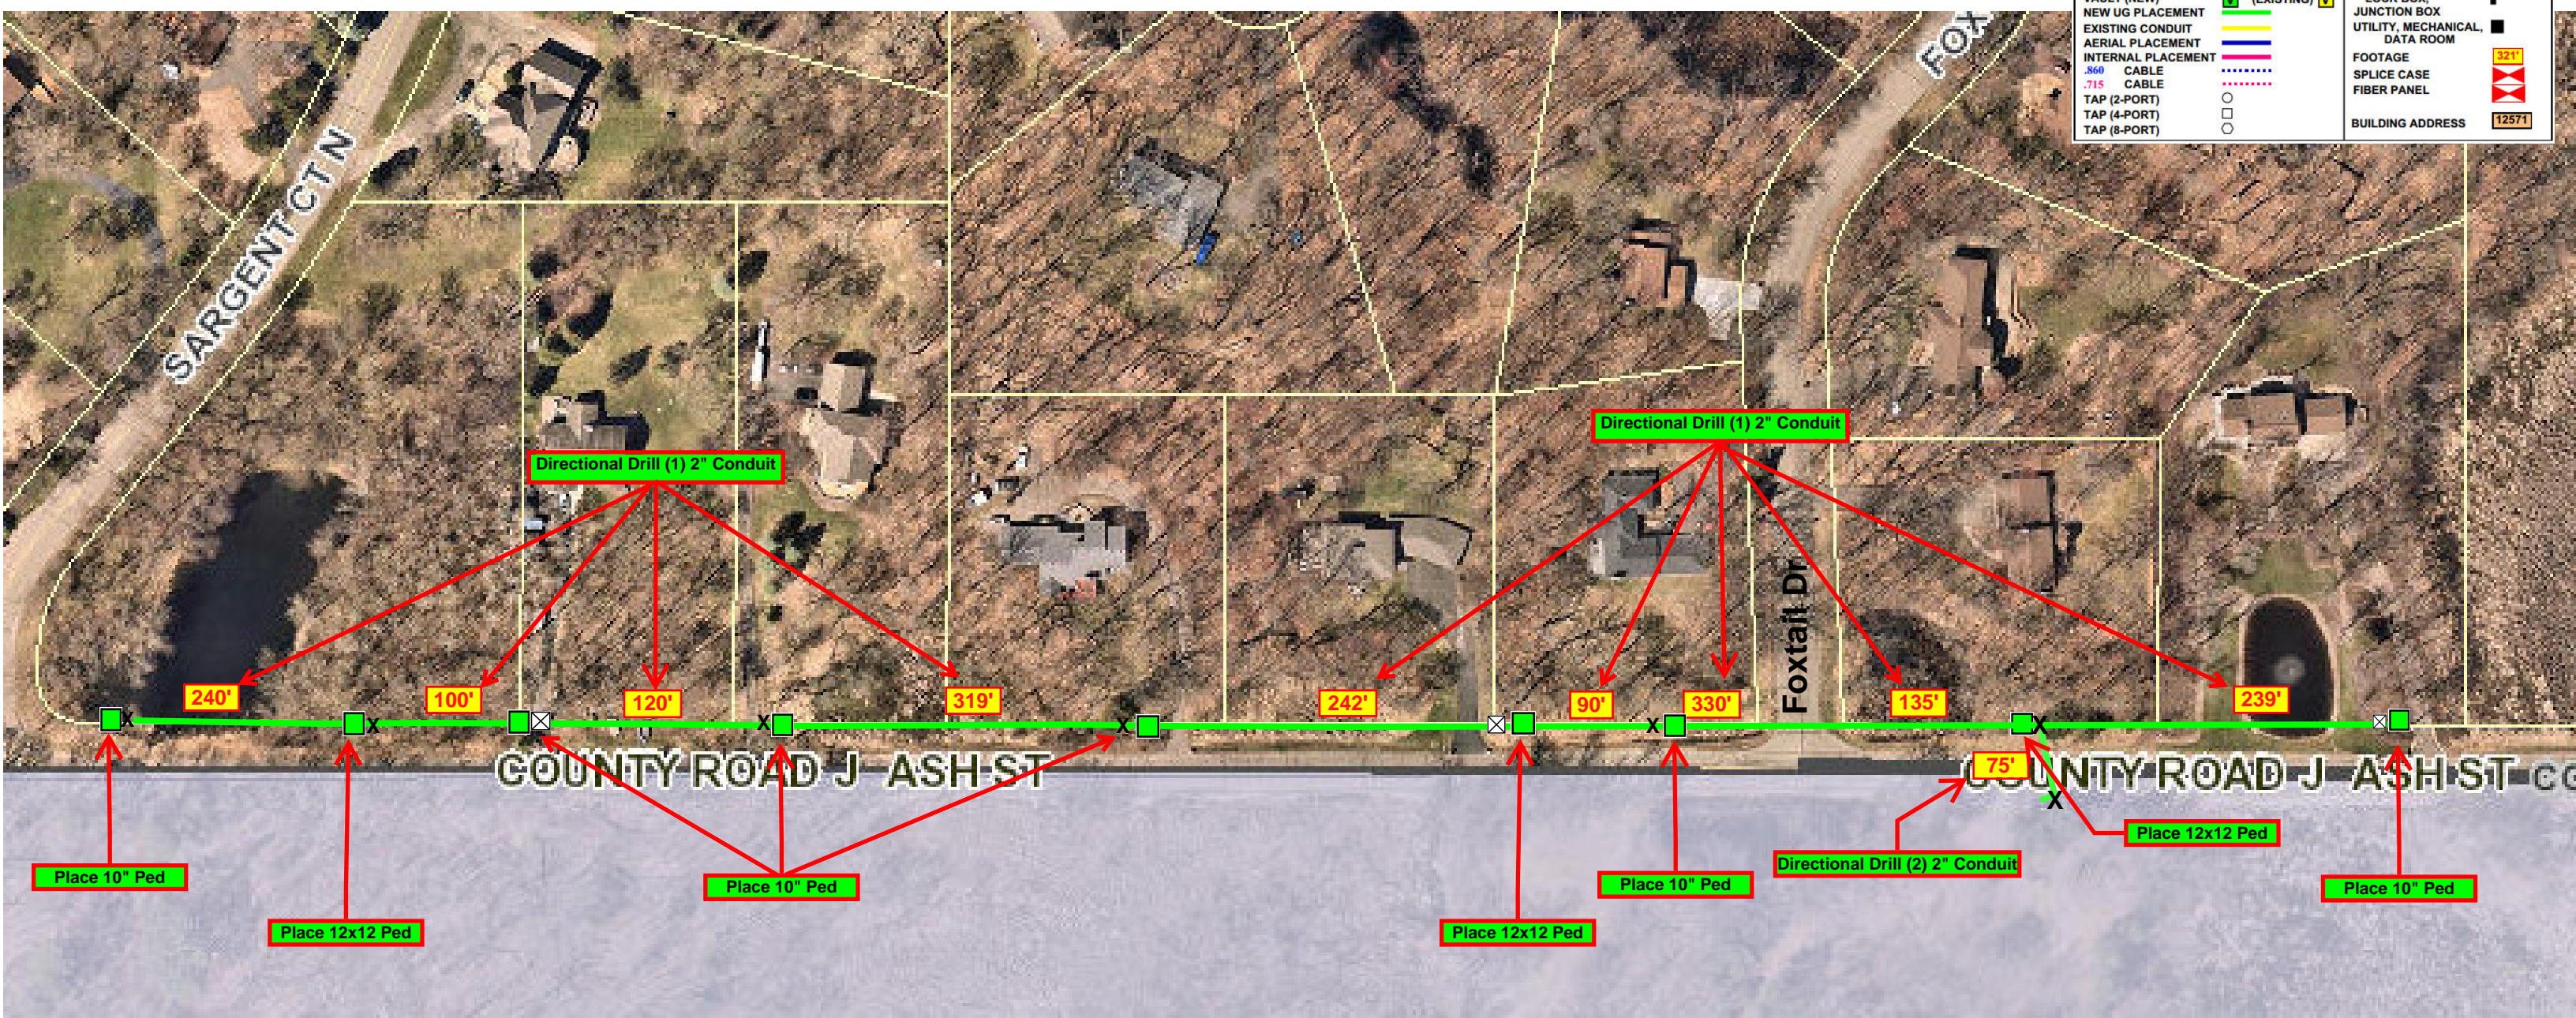 (EXISTING)
NEW UG PLACEMENT
EXISTING CONDUIT
AERIAL PLACEMENT
INTERNAL PLACEMENT
.860 CABLE
.715 CABLE
TAP (2-PORT)
TAP (4-PORT)
TAP (8-PORT)
JUNCTION BOX
UTILITY, MECHANICAL,
DATA ROOM
FOOTAGE 321'
SPLICE CASE
FIBER PANEL
BUILDING ADDRESS 12571
SARGENT CT N
FOX
Directional Drill (1) 2" Conduit
Directional Drill (1) 2" Conduit
Foxtail Dr
240'
100'
120'
319'
242'
90'
330'
135'
239'
X
X
X
X
X
X
COUNTY ROAD J ASH ST
75'
COUNTY ROAD J ASH ST
X
Place 10" Ped
Place 12x12 Ped
Place 10" Ped
Place 12x12 Ped
Place 10" Ped
Directional Drill (2) 2" Conduit
Place 12x12 Ped
Place 10" Ped